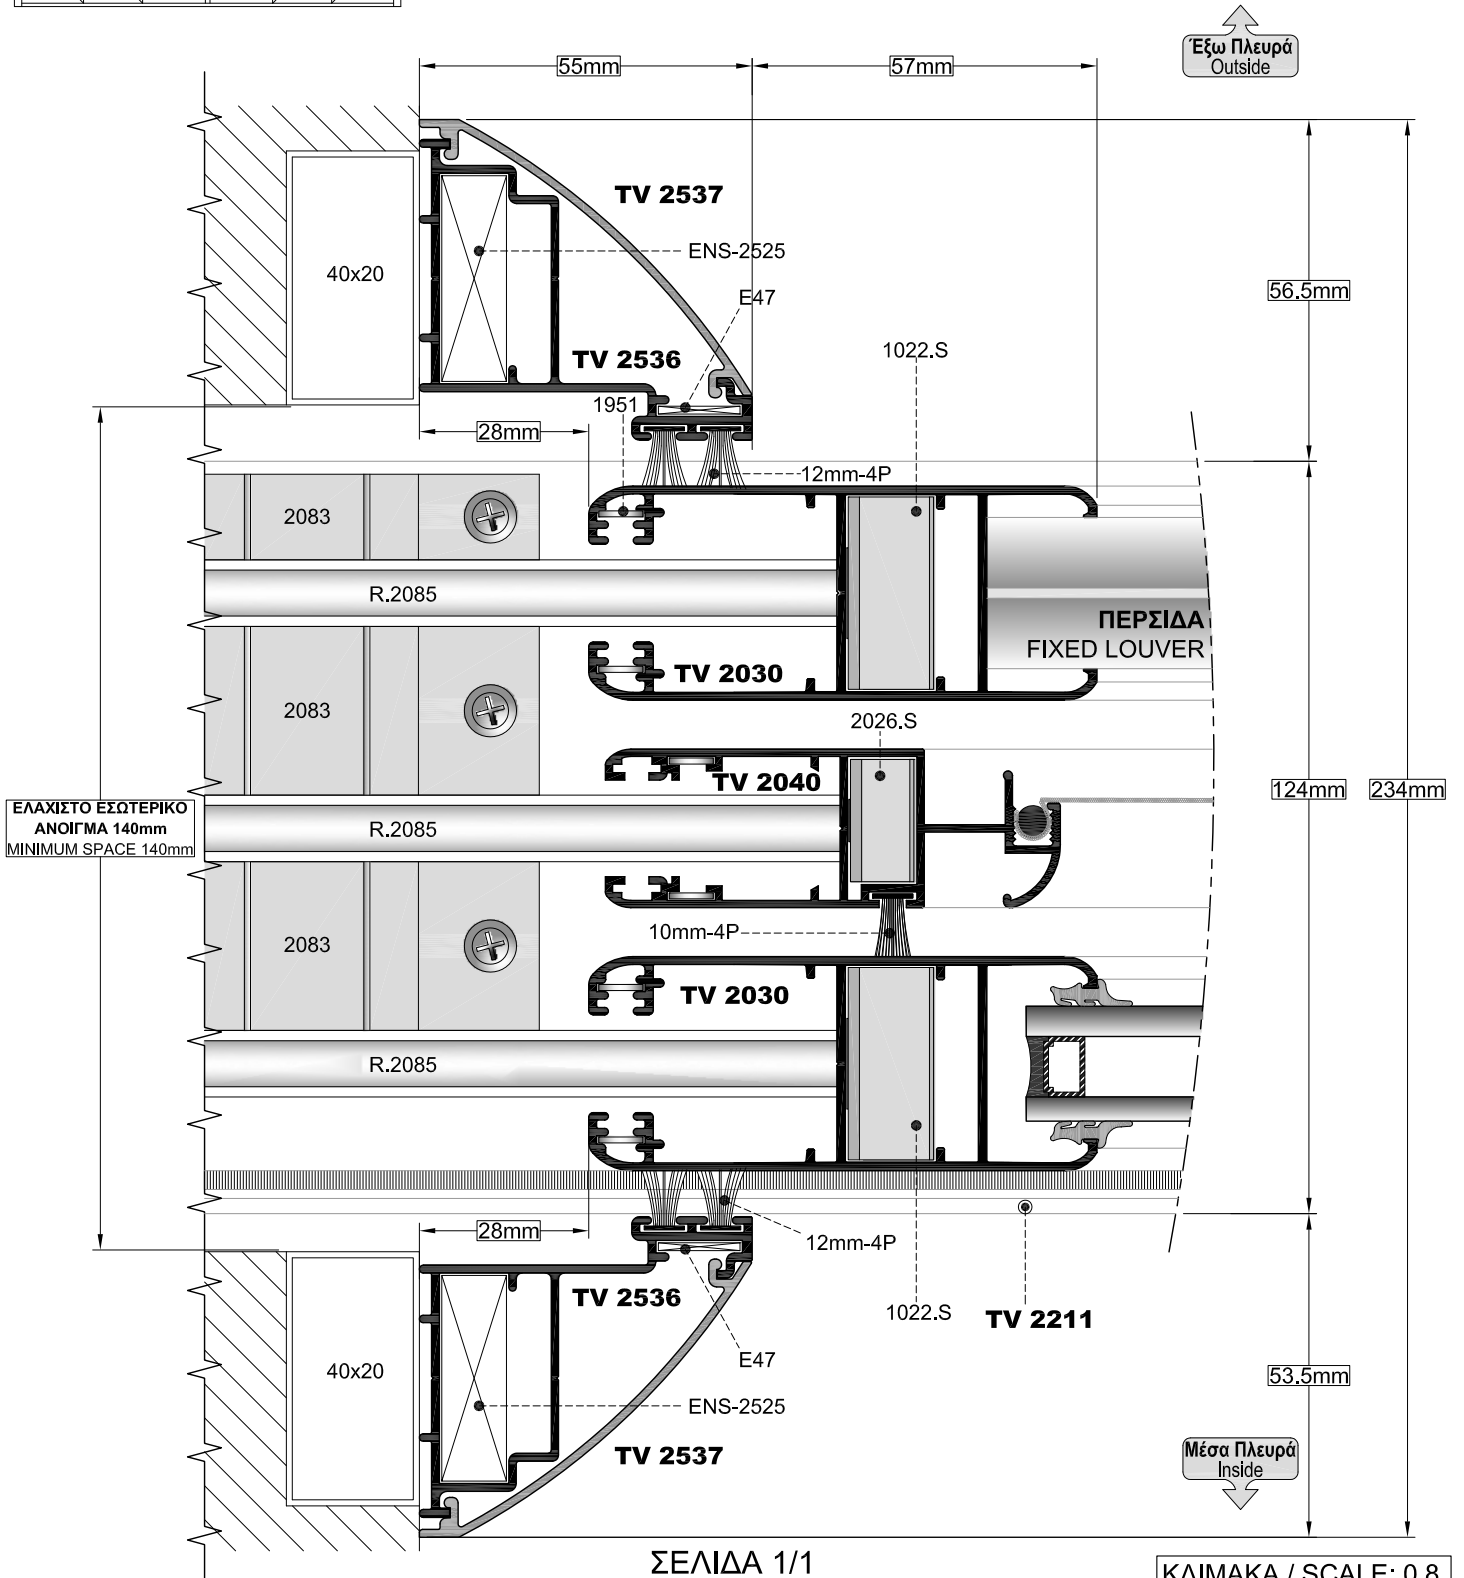 Έξω Πλευρά
Outside
55mm
57mm
TV 2537
ENS-2525
40x20
E47
56.5mm
TV 2536
1022.S
1951
28mm
12mm-4P
2083
R.2085
ΠΕΡΣΙΔΑ
FIXED LOUVER
TV 2030
2083
2026.S
TV 2040
124mm
234mm
ΕΛΑΧΙΣΤΟ ΕΣΩΤΕΡΙΚΟ
ΑΝΟΙΓΜΑ 140mm
MINIMUM SPACE 140mm
R.2085
10mm-4P
2083
TV 2030
R.2085
28mm
12mm-4P
TV 2536
1022.S
TV 2211
E47
40x20
53.5mm
ENS-2525
TV 2537
Μέσα Πλευρά
Inside
ΣΕΛΙΔΑ 1/1
ΚΛΙΜΑΚΑ / SCALE: 0.8